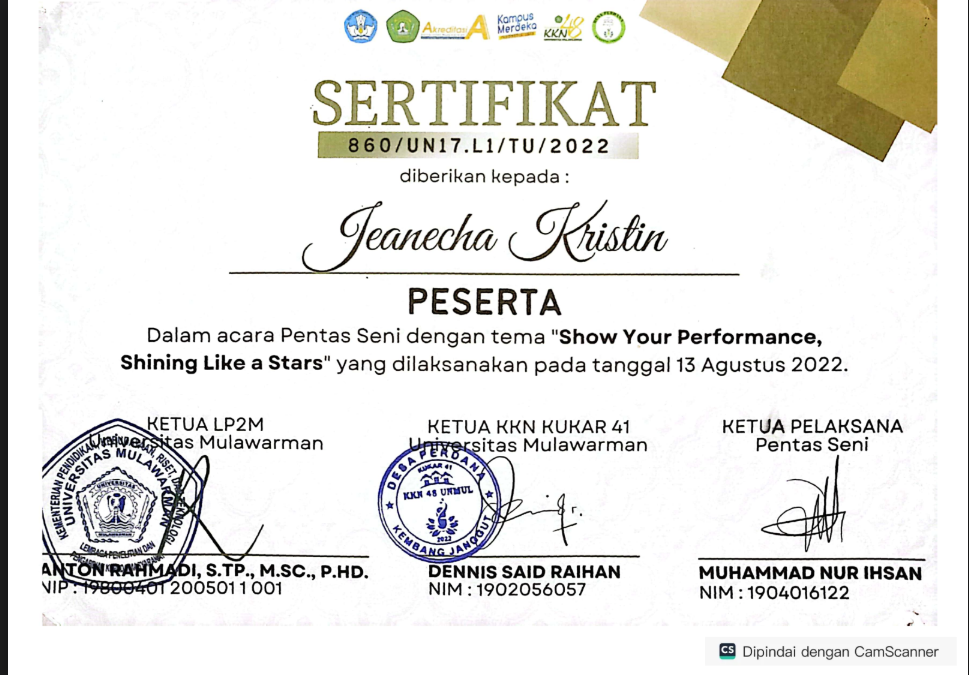 Akreditasi A
Kampus
Merdeka
KKN 48
SERTIFIKAT
860/UN17.L1/TU/2022
diberikan kepada :
Jeanecha Kristin
PESERTA
Dalam acara Pentas Seni dengan tema "Show Your Performance,
Shining Like a Stars" yang dilaksanakan pada tanggal 13 Agustus 2022.
KETUA LP2M
Universitas Mulawarman
KEMENTERIAN PENDIDIKAN, KEBUDAYAAN, RISET, DAN TEKNOLOGI
UNIVERSITAS MULAWARMAN
LEMBAGA PENELITIAN DAN
ANTON RAHMADI, S.TP., M.SC., P.HD.
NIP : 19800401 200501 1 001
KETUA KKN KUKAR 41
Universitas Mulawarman
DESA PERDANA
KUKAR 41
KKN 48 UNMUL
2022
KEMBANG JANGGUT
DENNIS SAID RAIHAN
NIM : 1902056057
KETUA PELAKSANA
Pentas Seni
MUHAMMAD NUR IHSAN
NIM : 1904016122
CS Dipindai dengan CamScanner